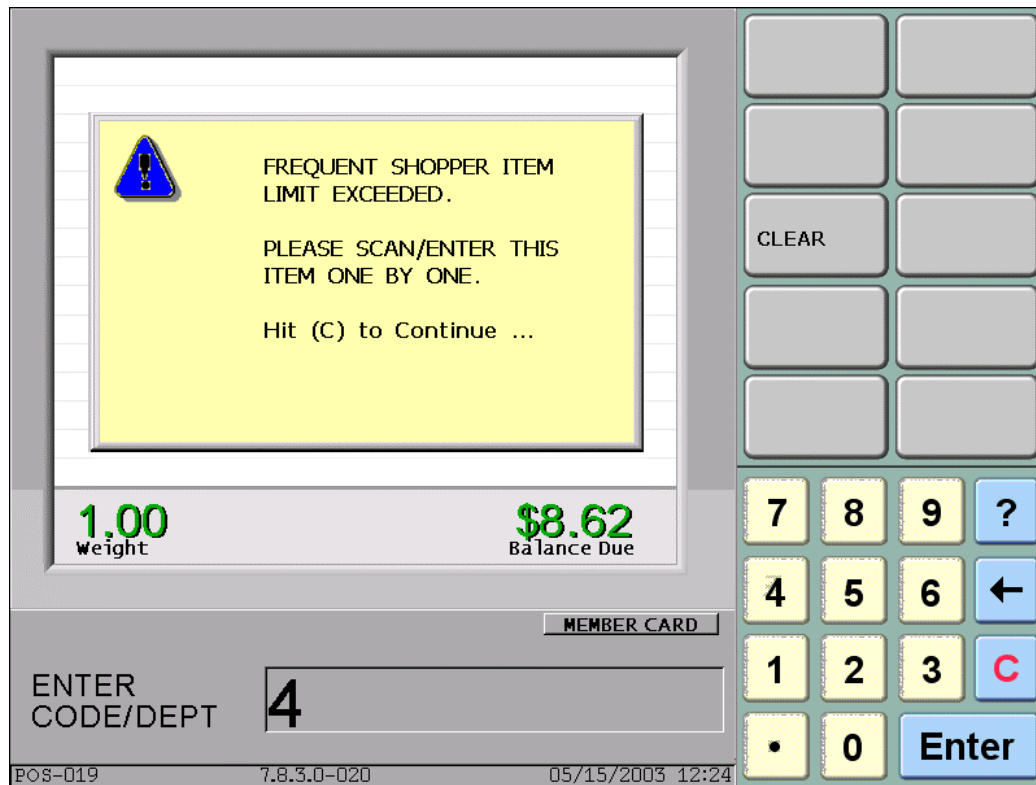 FREQUENT SHOPPER ITEM
LIMIT EXCEEDED.
PLEASE SCAN/ENTER THIS
ITEM ONE BY ONE.
Hit (C) to Continue ...
1.00
Weight
$8.62
Balance Due
MEMBER CARD
ENTER
CODE/DEPT
4
POS-019 7.8.3.0-020 05/15/2003 12:24
CLEAR
7 8 9 ?
4 5 6 ←
1 2 3 C
. 0 Enter